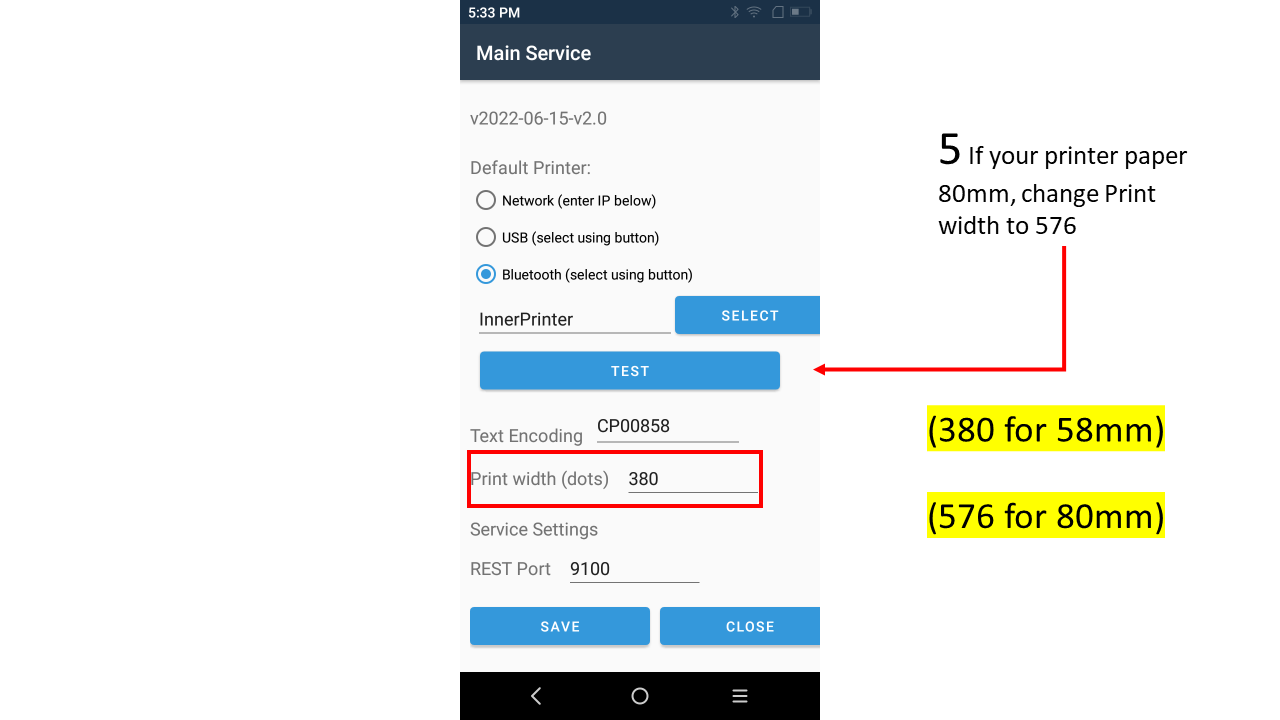 5:33 PM
Main Service
v2022-06-15-v2.0
Default Printer:
Network (enter IP below)
USB (select using button)
Bluetooth (select using button)
InnerPrinter SELECT
TEST
Text Encoding CP00858
Print width (dots) 380
Service Settings
REST Port 9100
SAVE CLOSE
5 If your printer paper
80mm, change Print
width to 576
(380 for 58mm)
(576 for 80mm)